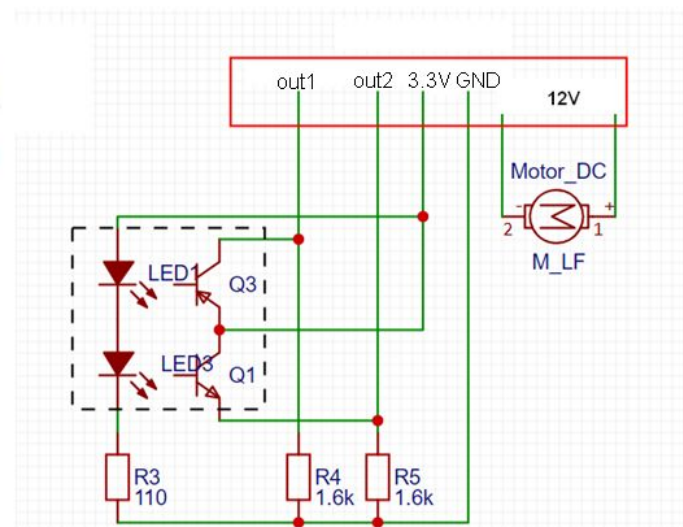 out1 out2 3.3V GND
12V
Motor_DC
- +
2 1
M_LF
LED1 Q3
LED3 Q1
R3
110
R4
1.6k
R5
1.6k